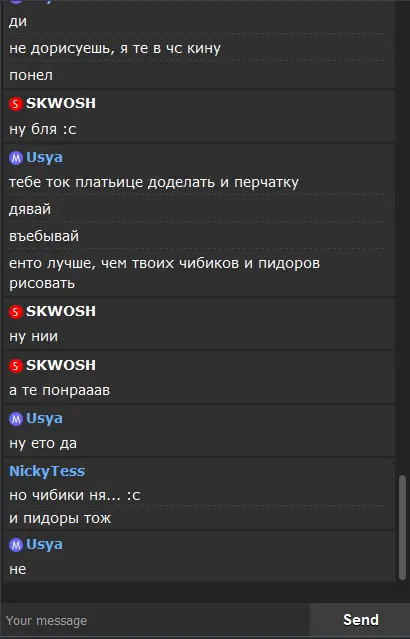 ди
не дорисуешь, я те в чс кину
понел
S SKWOSH
ну бля :с
M Usya
тебе ток платьице доделать и перчатку
дявай
въебывай
енто лучше, чем твоих чибиков и пидоров
рисовать
S SKWOSH
ну нии
S SKWOSH
а те понрааав
M Usya
ну ето да
NickyTess
но чибики ня... :с
и пидоры тож
M Usya
не
Your message
Send